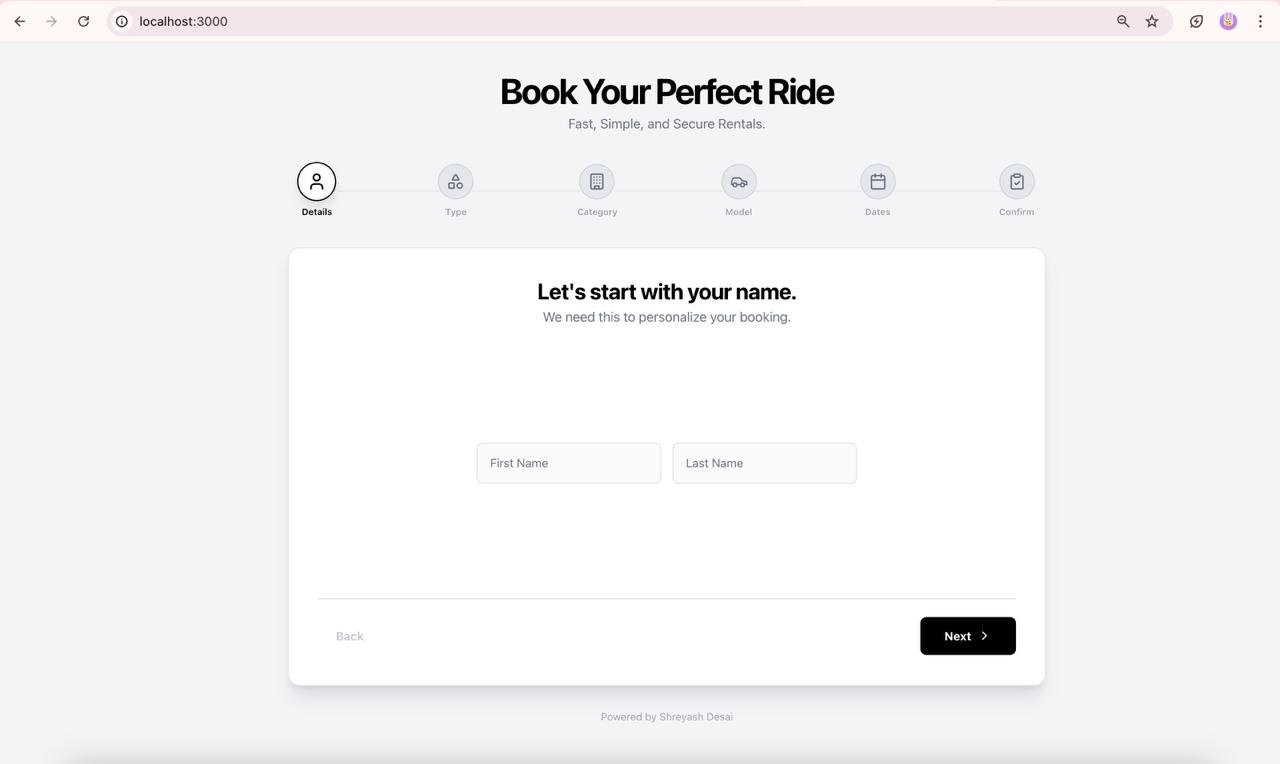 localhost:3000
Book Your Perfect Ride
Fast, Simple, and Secure Rentals.
Details
Type
Category
Model
Dates
Confirm
Let's start with your name.
We need this to personalize your booking.
First Name
Last Name
Back
Next
Powered by Shreyash Desai